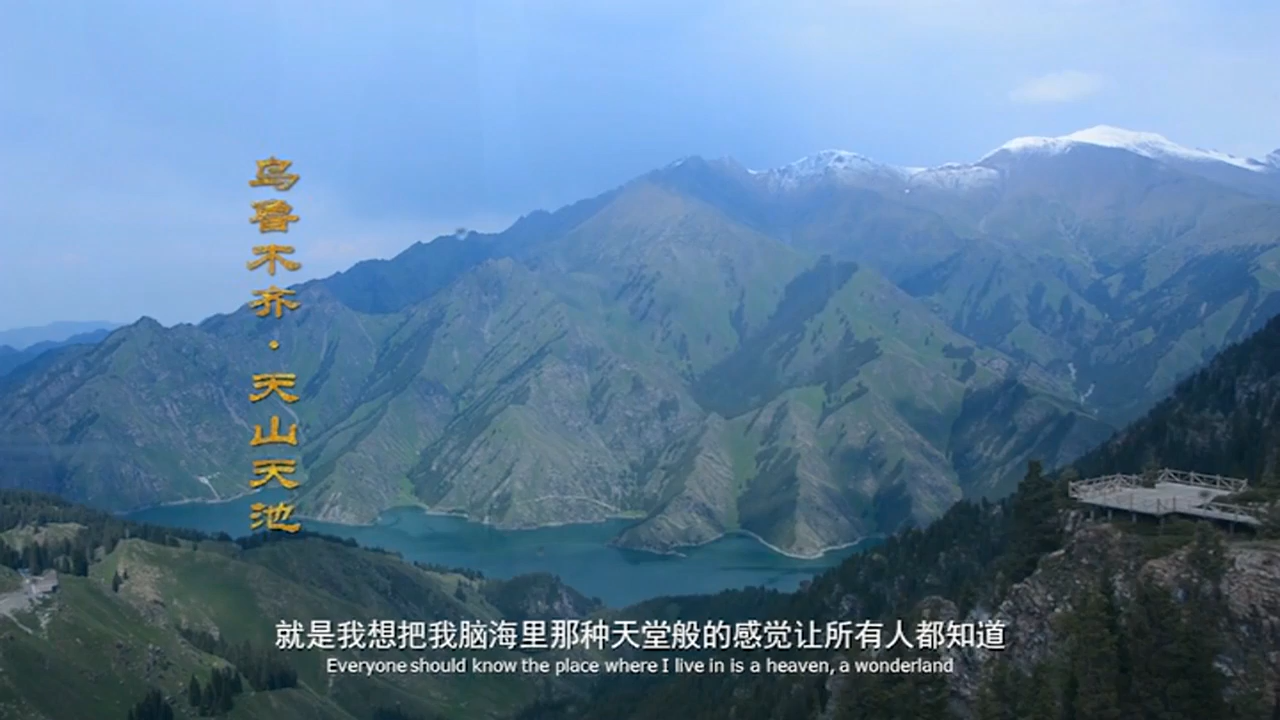 乌鲁木齐·天山天池
就是我想把我脑海里那种天堂般的感觉让所有人都知道
Everyone should know the place where I live in is a heaven, a wonderland